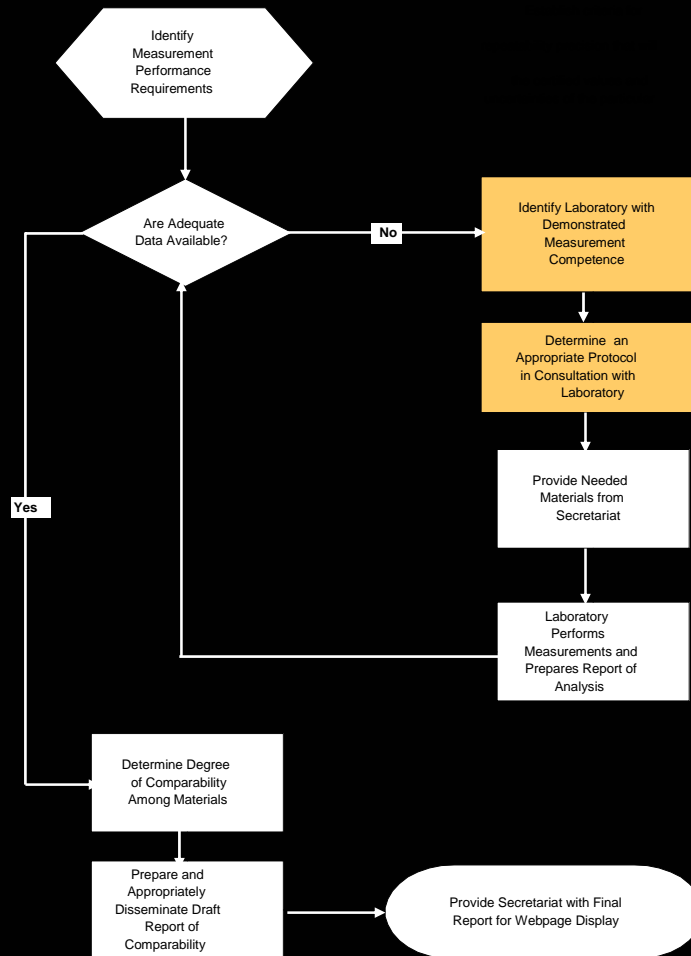 Identify
Measurement
Performance
Requirements
Are Adequate
Data Available?
No
Identify Laboratory with
Demonstrated
Measurement
Competence
Determine an
Appropriate Protocol
in Consultation with
Laboratory
Provide Needed
Materials from
Secretariat
Yes
Laboratory
Performs
Measurements and
Prepares Report of
Analysis
Determine Degree
of Comparability
Among Materials
Prepare and
Appropriately
Disseminate Draft
Report of
Comparability
Provide Secretariat with Final
Report for Webpage Display